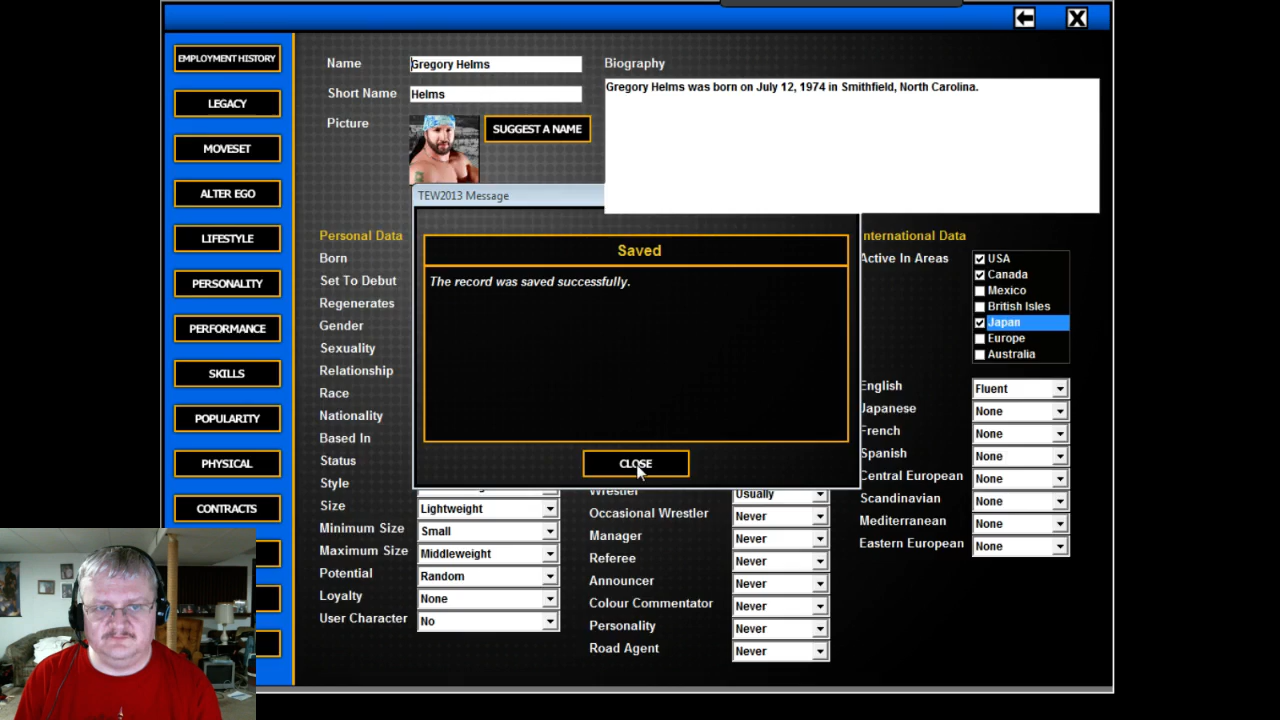 EMPLOYMENT HISTORY
LEGACY
MOVESET
ALTER EGO
LIFESTYLE
PERSONALITY
PERFORMANCE
SKILLS
POPULARITY
PHYSICAL
CONTRACTS
Name Gregory Helms
Short Name Helms
Picture SUGGEST A NAME
Biography
Gregory Helms was born on July 12, 1974 in Smithfield, North Carolina.
TEW2013 Message
Saved
The record was saved successfully.
CLOSE
Personal Data
Born
Set To Debut
Regenerates
Gender
Sexuality
Relationship
Race
Nationality
Based In
Status
Style
Size Lightweight
Minimum Size Small
Maximum Size Middleweight
Potential Random
Loyalty None
User Character No
Wrestler Usually
Occasional Wrestler Never
Manager Never
Referee Never
Announcer Never
Colour Commentator Never
Personality Never
Road Agent Never
nternational Data
Active In Areas USA
Canada
Mexico
British Isles
Japan
Europe
Australia
English Fluent
Japanese None
French None
Spanish None
Central European None
Scandinavian None
Mediterranean None
Eastern European None